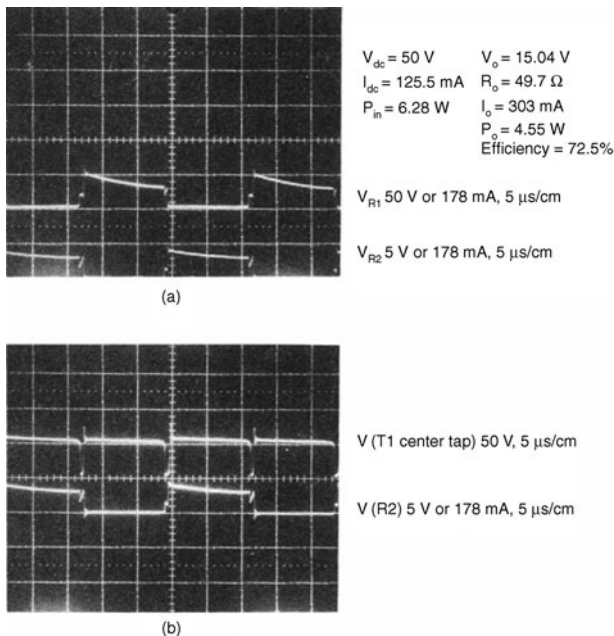 V_dc = 50 V V_o = 15.04 V
I_dc = 125.5 mA R_o = 49.7 Ω
P_in = 6.28 W I_o = 303 mA
P_o = 4.55 W
Efficiency = 72.5%
V_R1 50 V or 178 mA, 5 μs/cm
V_R2 5 V or 178 mA, 5 μs/cm
(a)
V (T1 center tap) 50 V, 5 μs/cm
V (R2) 5 V or 178 mA, 5 μs/cm
(b)